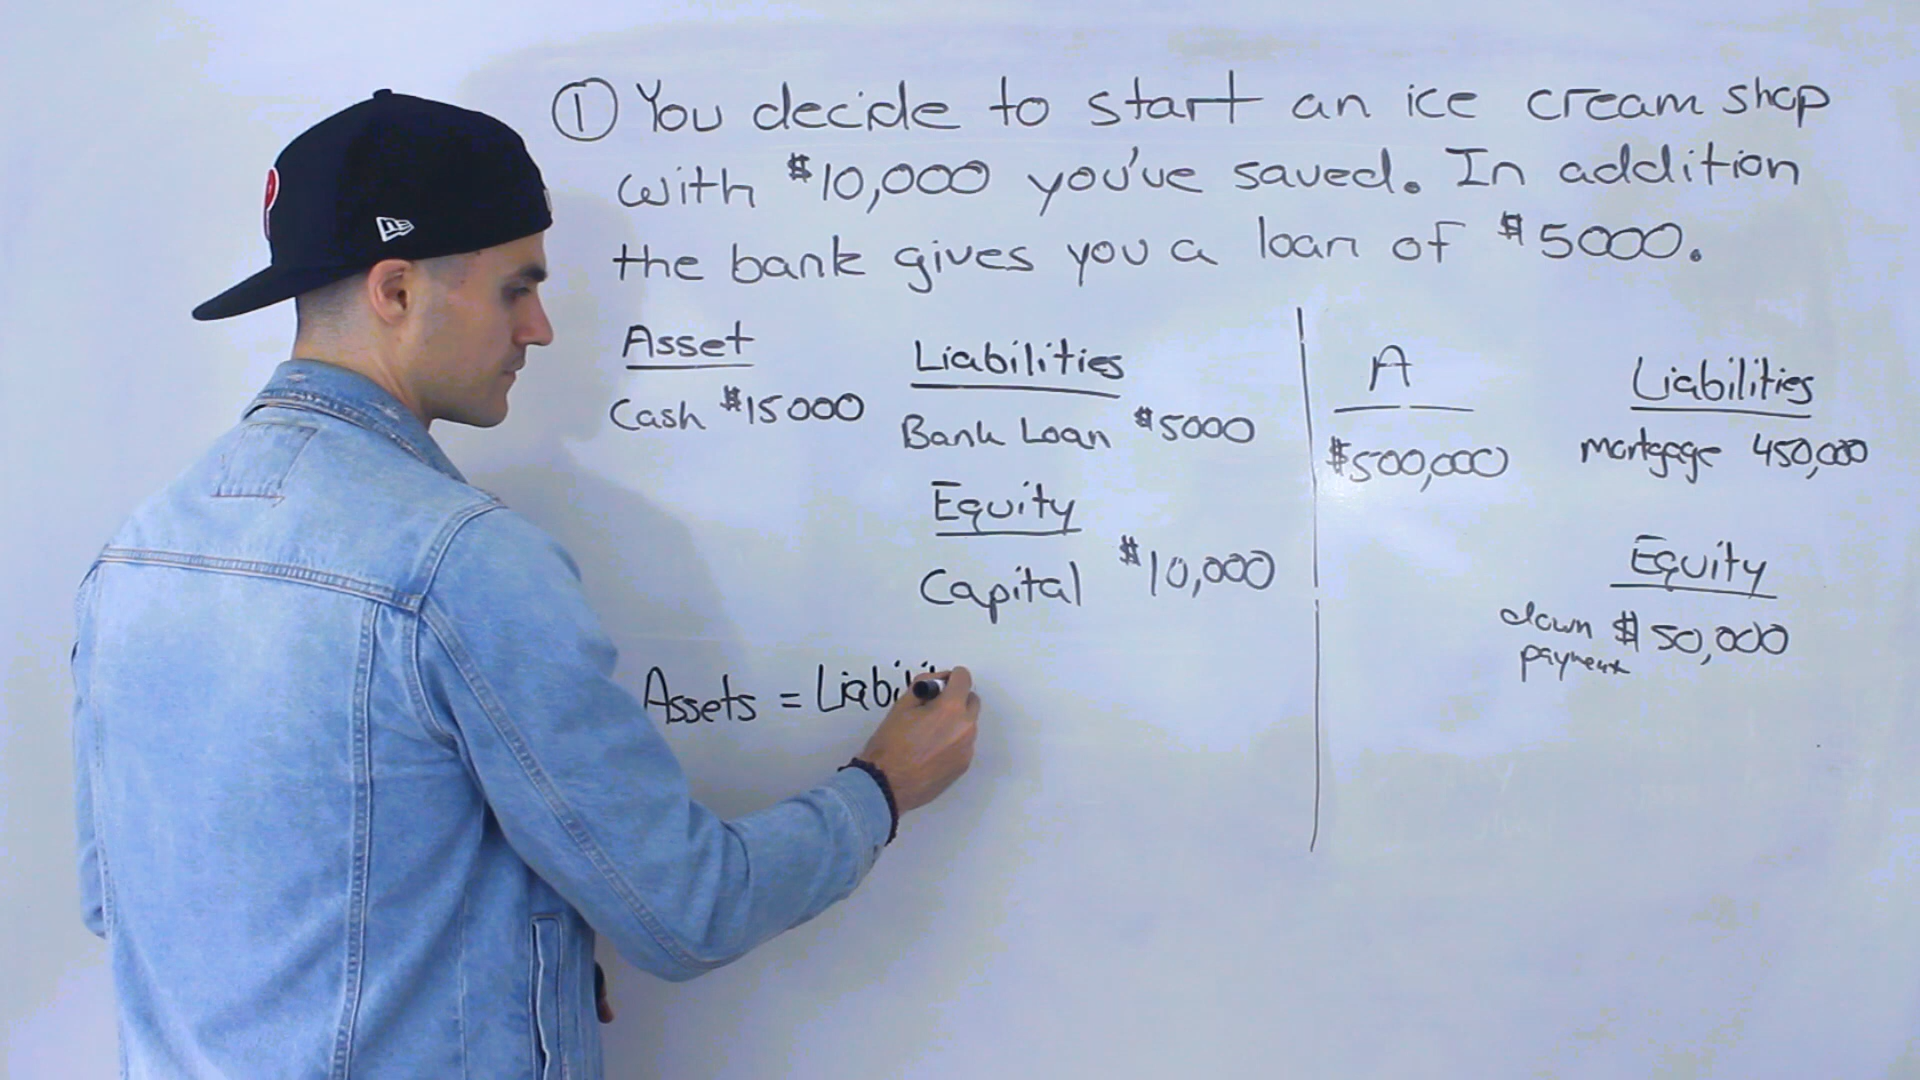 ① You decide to start an ice cream shop
with $10,000 you've saved. In addition
the bank gives you a loan of $5000.
Asset
Cash $15000
Liabilities
Bank Loan $5000
Equity
Capital $10,000
Assets = Liabili
A
$500,000
Liabilities
mortgage 450,000
Equity
down $50,000
payment